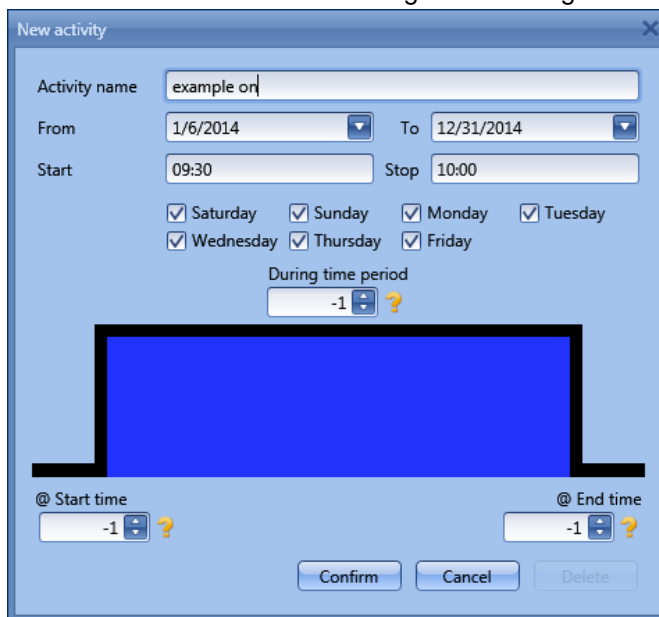 New activity
Activity name example on
From 1/6/2014 To 12/31/2014
Start 09:30 Stop 10:00
Saturday Sunday Monday Tuesday
Wednesday Thursday Friday
During time period
-1 ?
@ Start time @ End time
-1 ? -1 ?
Confirm Cancel Delete